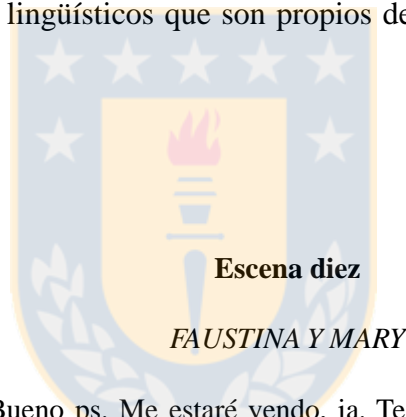 lingüísticos que son propios de
Escena diez
FAUSTINA Y MARY
Bueno ps. Me estaré yendo, ja. Te